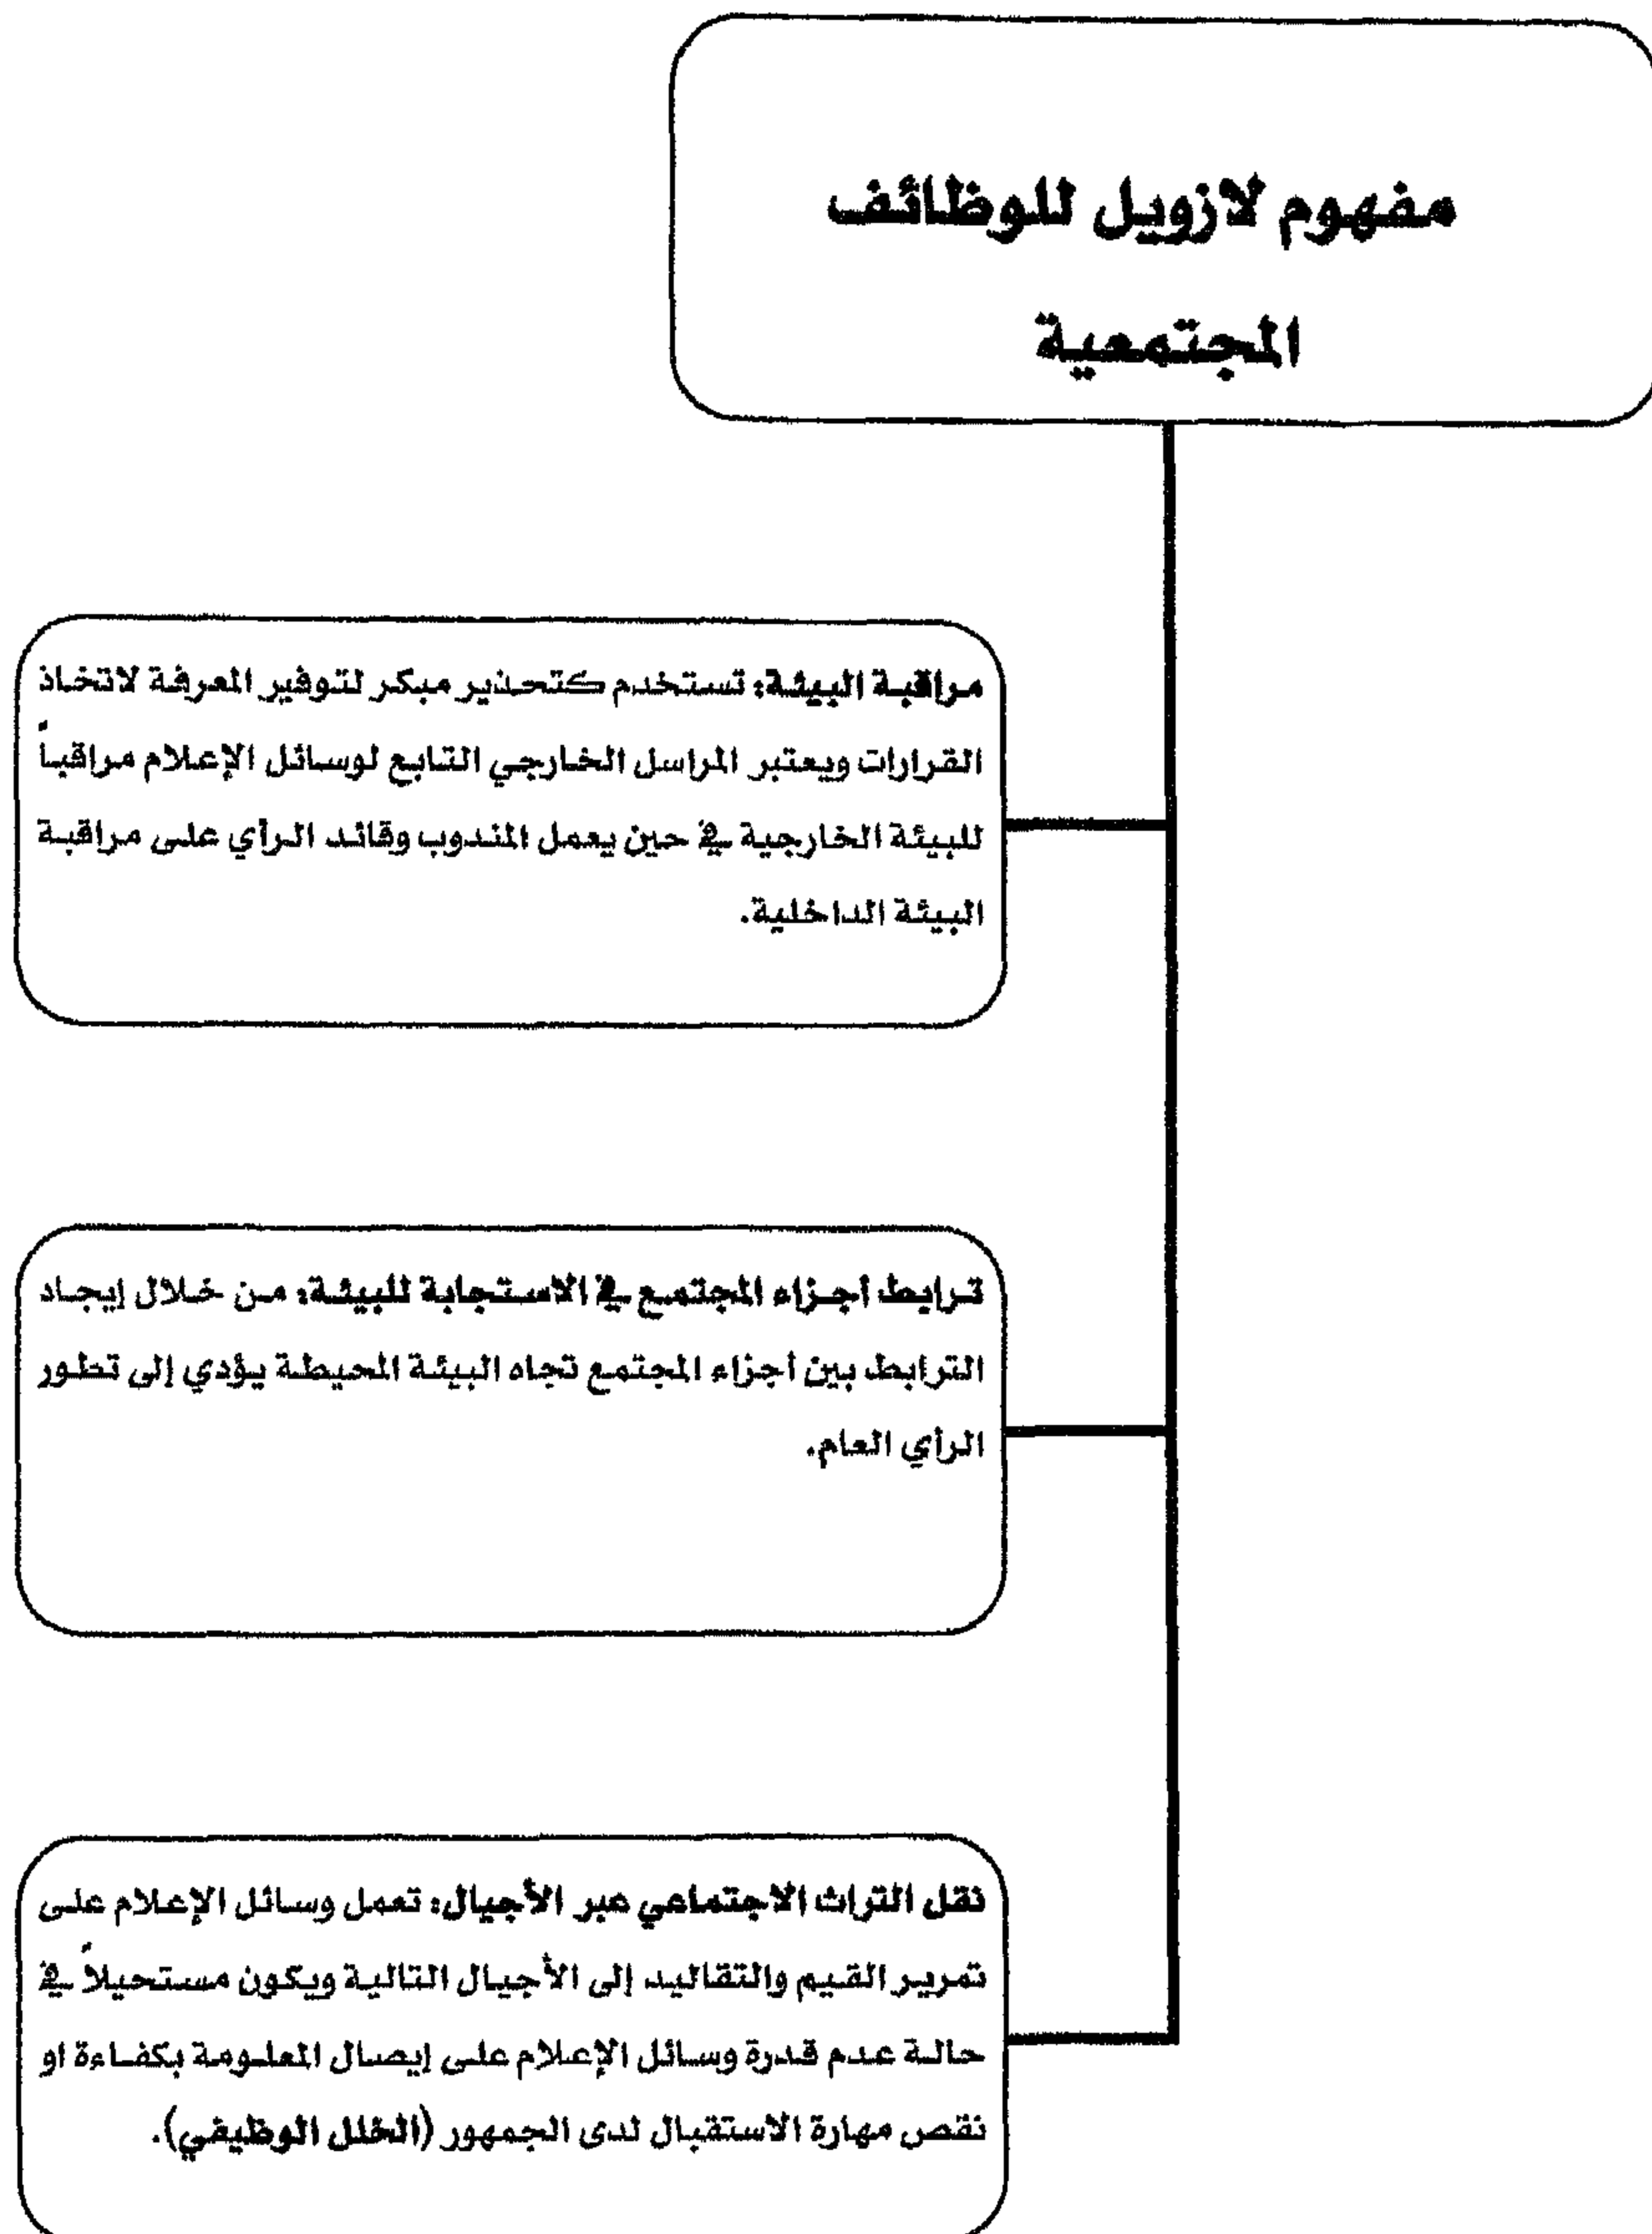 مفهوم لازويل للوظائف
المجتمعية
مراقبة البيئة: تستخدم كتحذير مبكر لتوفير المعرفة لاتخاذ
القرارات ويعتبر المراسل الخارجي التابع لوسائل الإعلام مراقباً
للبيئة الخارجية في حين يعمل المندوب وقائد الرأي على مراقبة
البيئة الداخلية.
ترابط أجزاء المجتمع في الاستجابة للبيئة: من خلال إيجاد
الترابط بين أجزاء المجتمع تجاه البيئة المحيطة يؤدي إلى تطور
الرأي العام.
نقل التراث الاجتماعي عبر الأجيال: تعمل وسائل الإعلام على
تمرير القيم والتقاليد إلى الأجيال التالية ويكون مستحيلاً في
حالة عدم قدرة وسائل الإعلام على إيصال المعلومة بكفاءة او
نقص مهارة الاستقبال لدى الجمهور (الخلل الوظيفي).